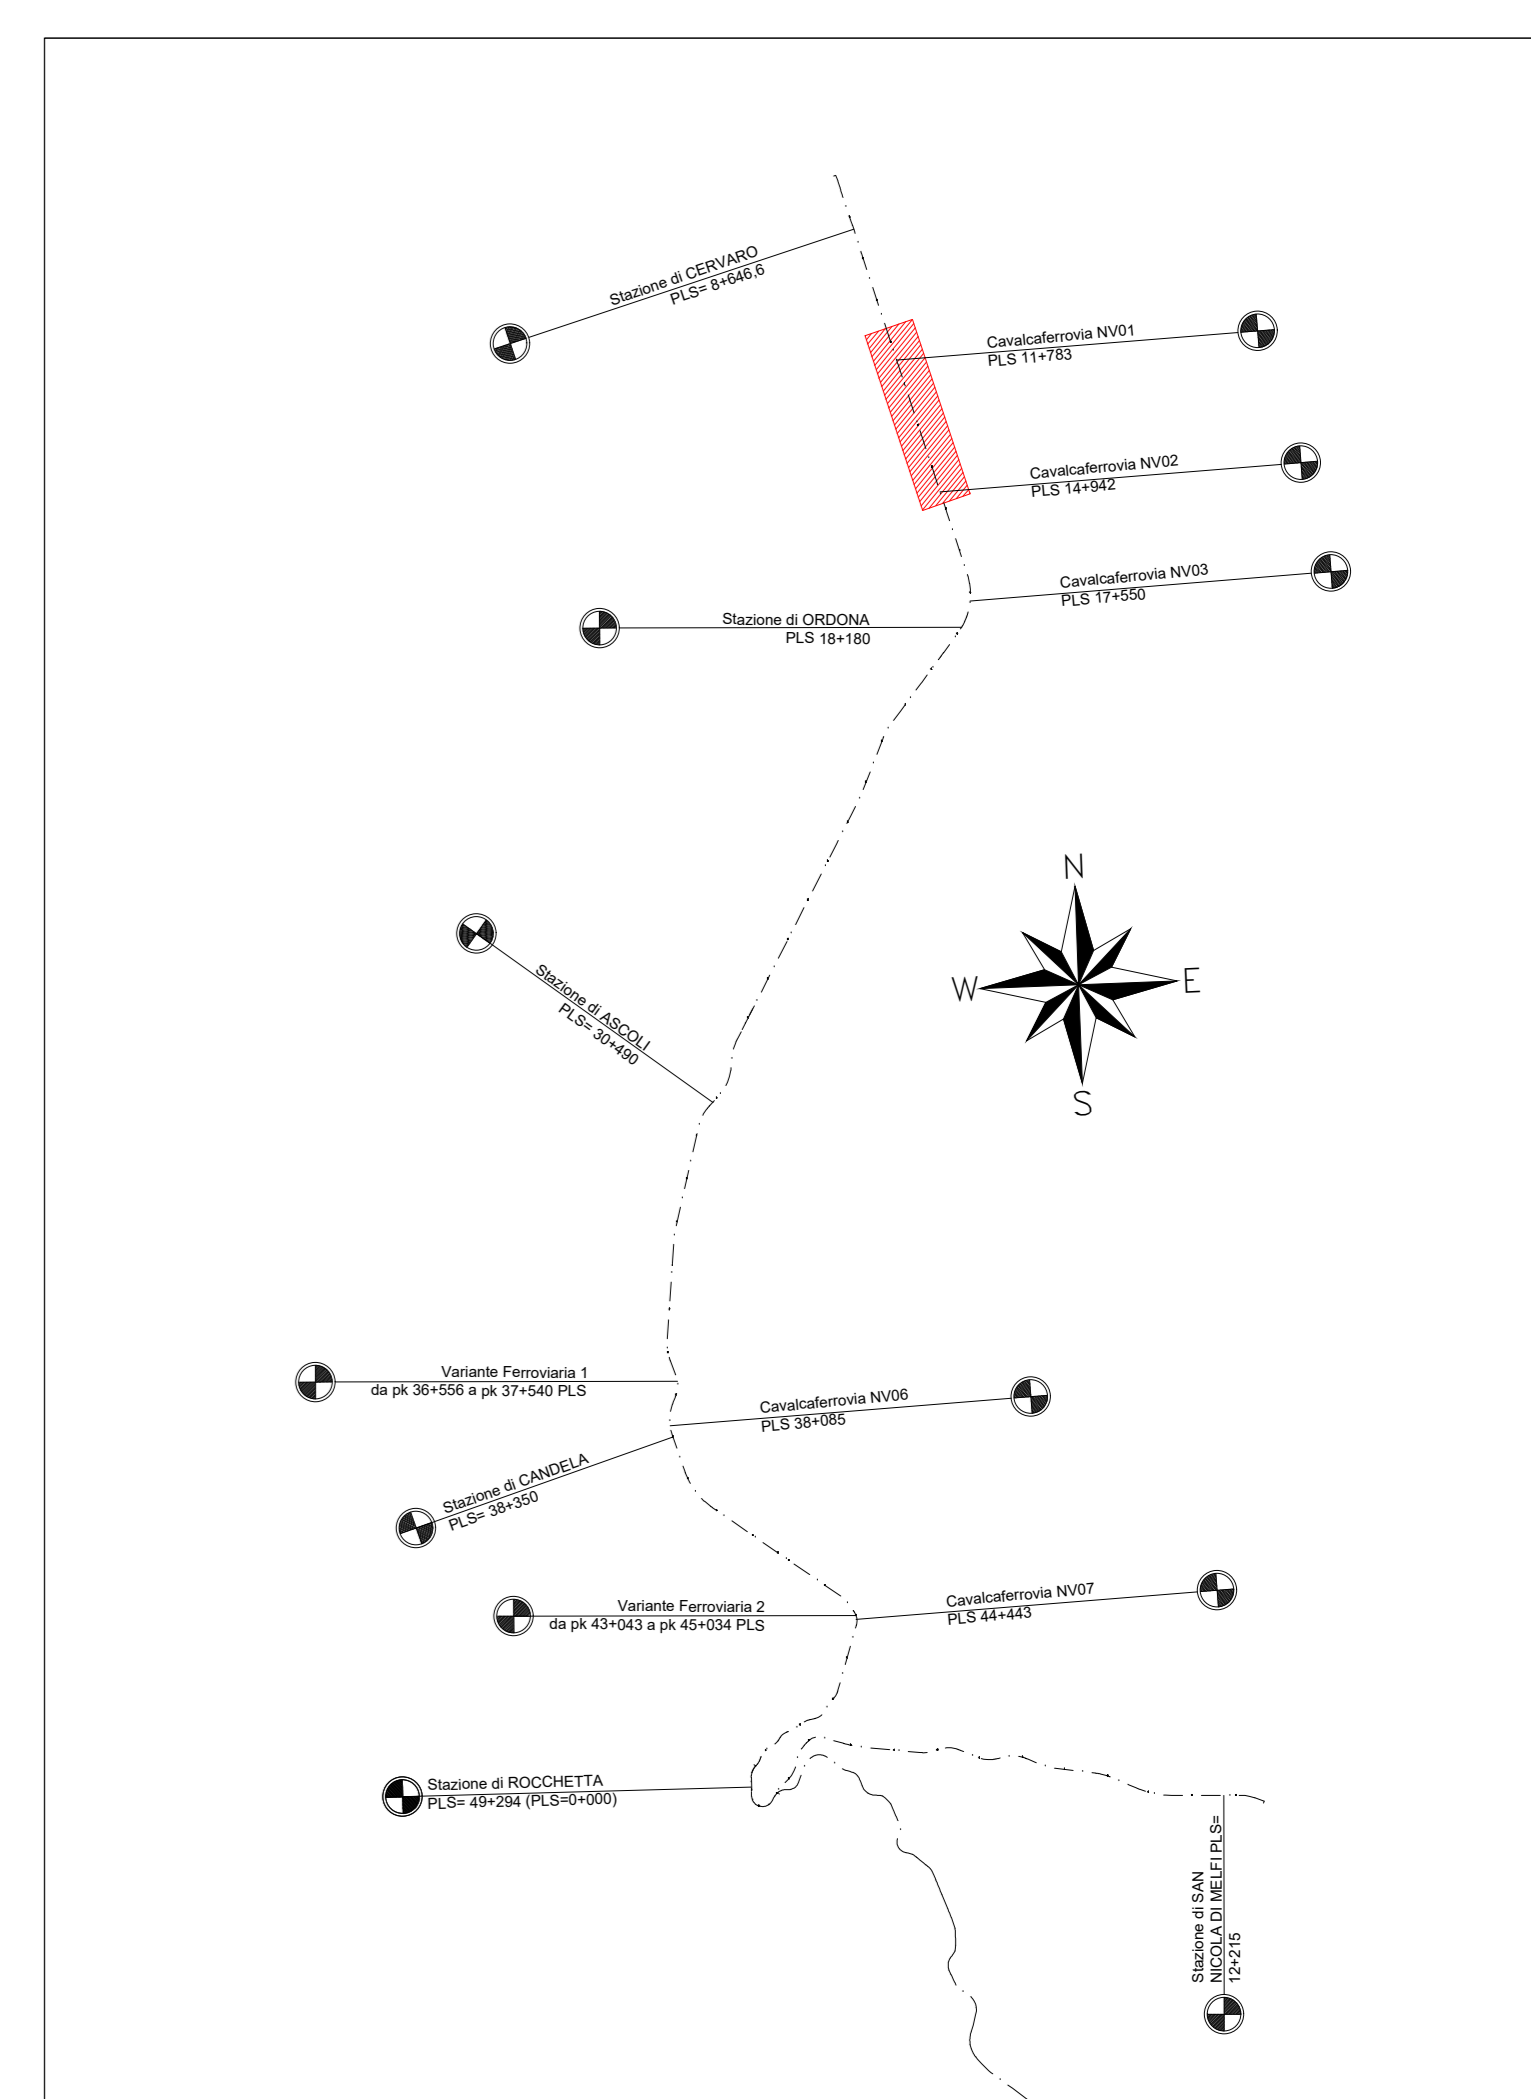 Stazione di CERVARO
PLS= 8+646,6
Cavalcaferrovia NV01
PLS 11+783
Cavalcaferrovia NV02
PLS 14+942
Cavalcaferrovia NV03
PLS 17+550
Stazione di ORDONA
PLS 18+180
N
W
E
S
Stazione di ASCOLI
PLS= 30+490
Variante Ferroviaria 1
da pk 36+556 a pk 37+540 PLS
Cavalcaferrovia NV06
PLS 38+085
Stazione di CANDELA
PLS= 38+350
Variante Ferroviaria 2
da pk 43+043 a pk 45+034 PLS
Cavalcaferrovia NV07
PLS 44+443
Stazione di ROCCHETTA
PLS= 49+294 (PLS=0+000)
Stazione di SAN
NICOLA DI MELFI PLS=
12+215